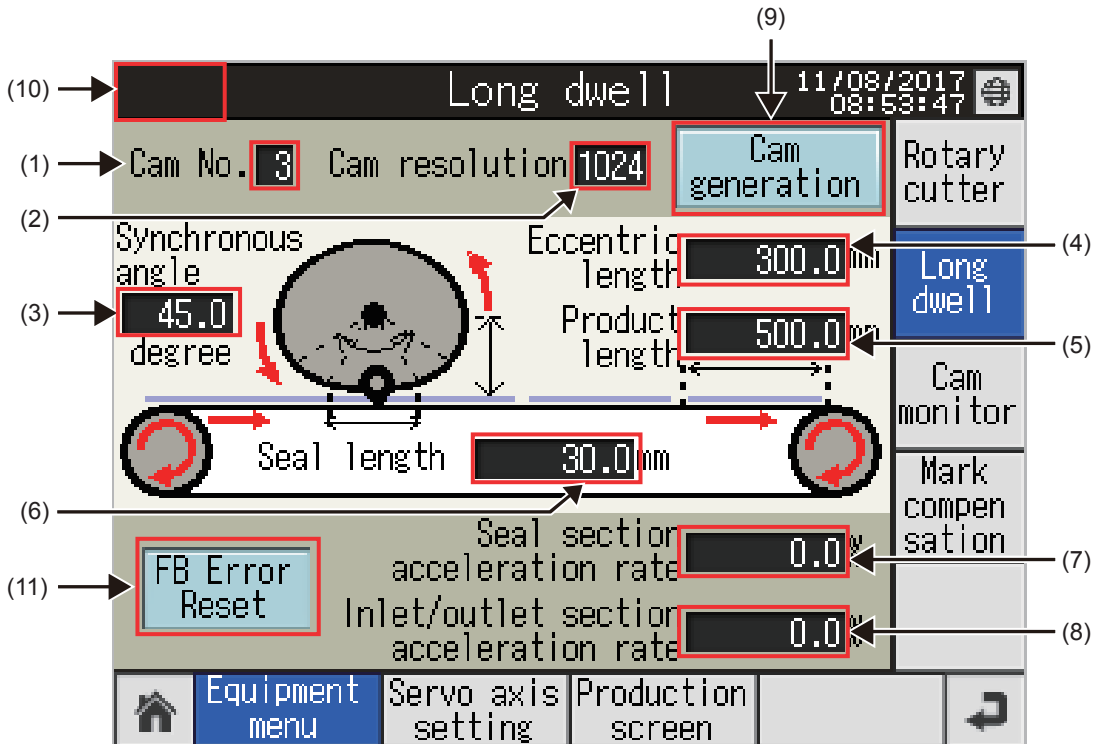 (9)
(10)
Long dwell
11/08/2017
08:53:47
(1)
Cam No. 3
Cam resolution 1024
Cam
generation
Rotary
cutter
(2)
Synchronous
angle
45.0
degree
(3)
Eccentric
length
300.0 mm
(4)
Long
dwell
Product
length
500.0 mm
(5)
Cam
monitor
Seal length 30.0 mm
(6)
Mark
compen
sation
Seal section
acceleration rate
0.0 %
(7)
FB Error
Reset
(11)
Inlet/outlet section
acceleration rate
0.0 %
(8)
Equipment
menu
Servo axis
setting
Production
screen